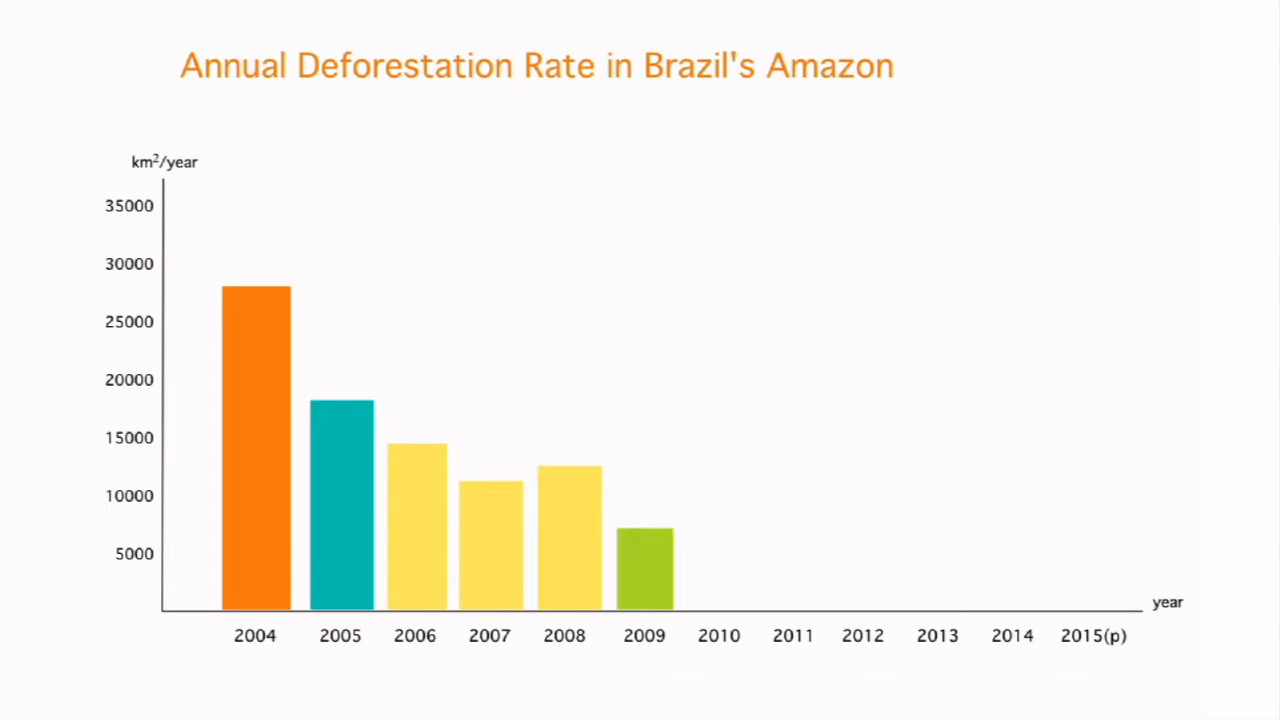 Annual Deforestation Rate in Brazil's Amazon
km²/year
35000
30000
25000
20000
15000
10000
5000
year
2004 2005 2006 2007 2008 2009 2010 2011 2012 2013 2014 2015(p)